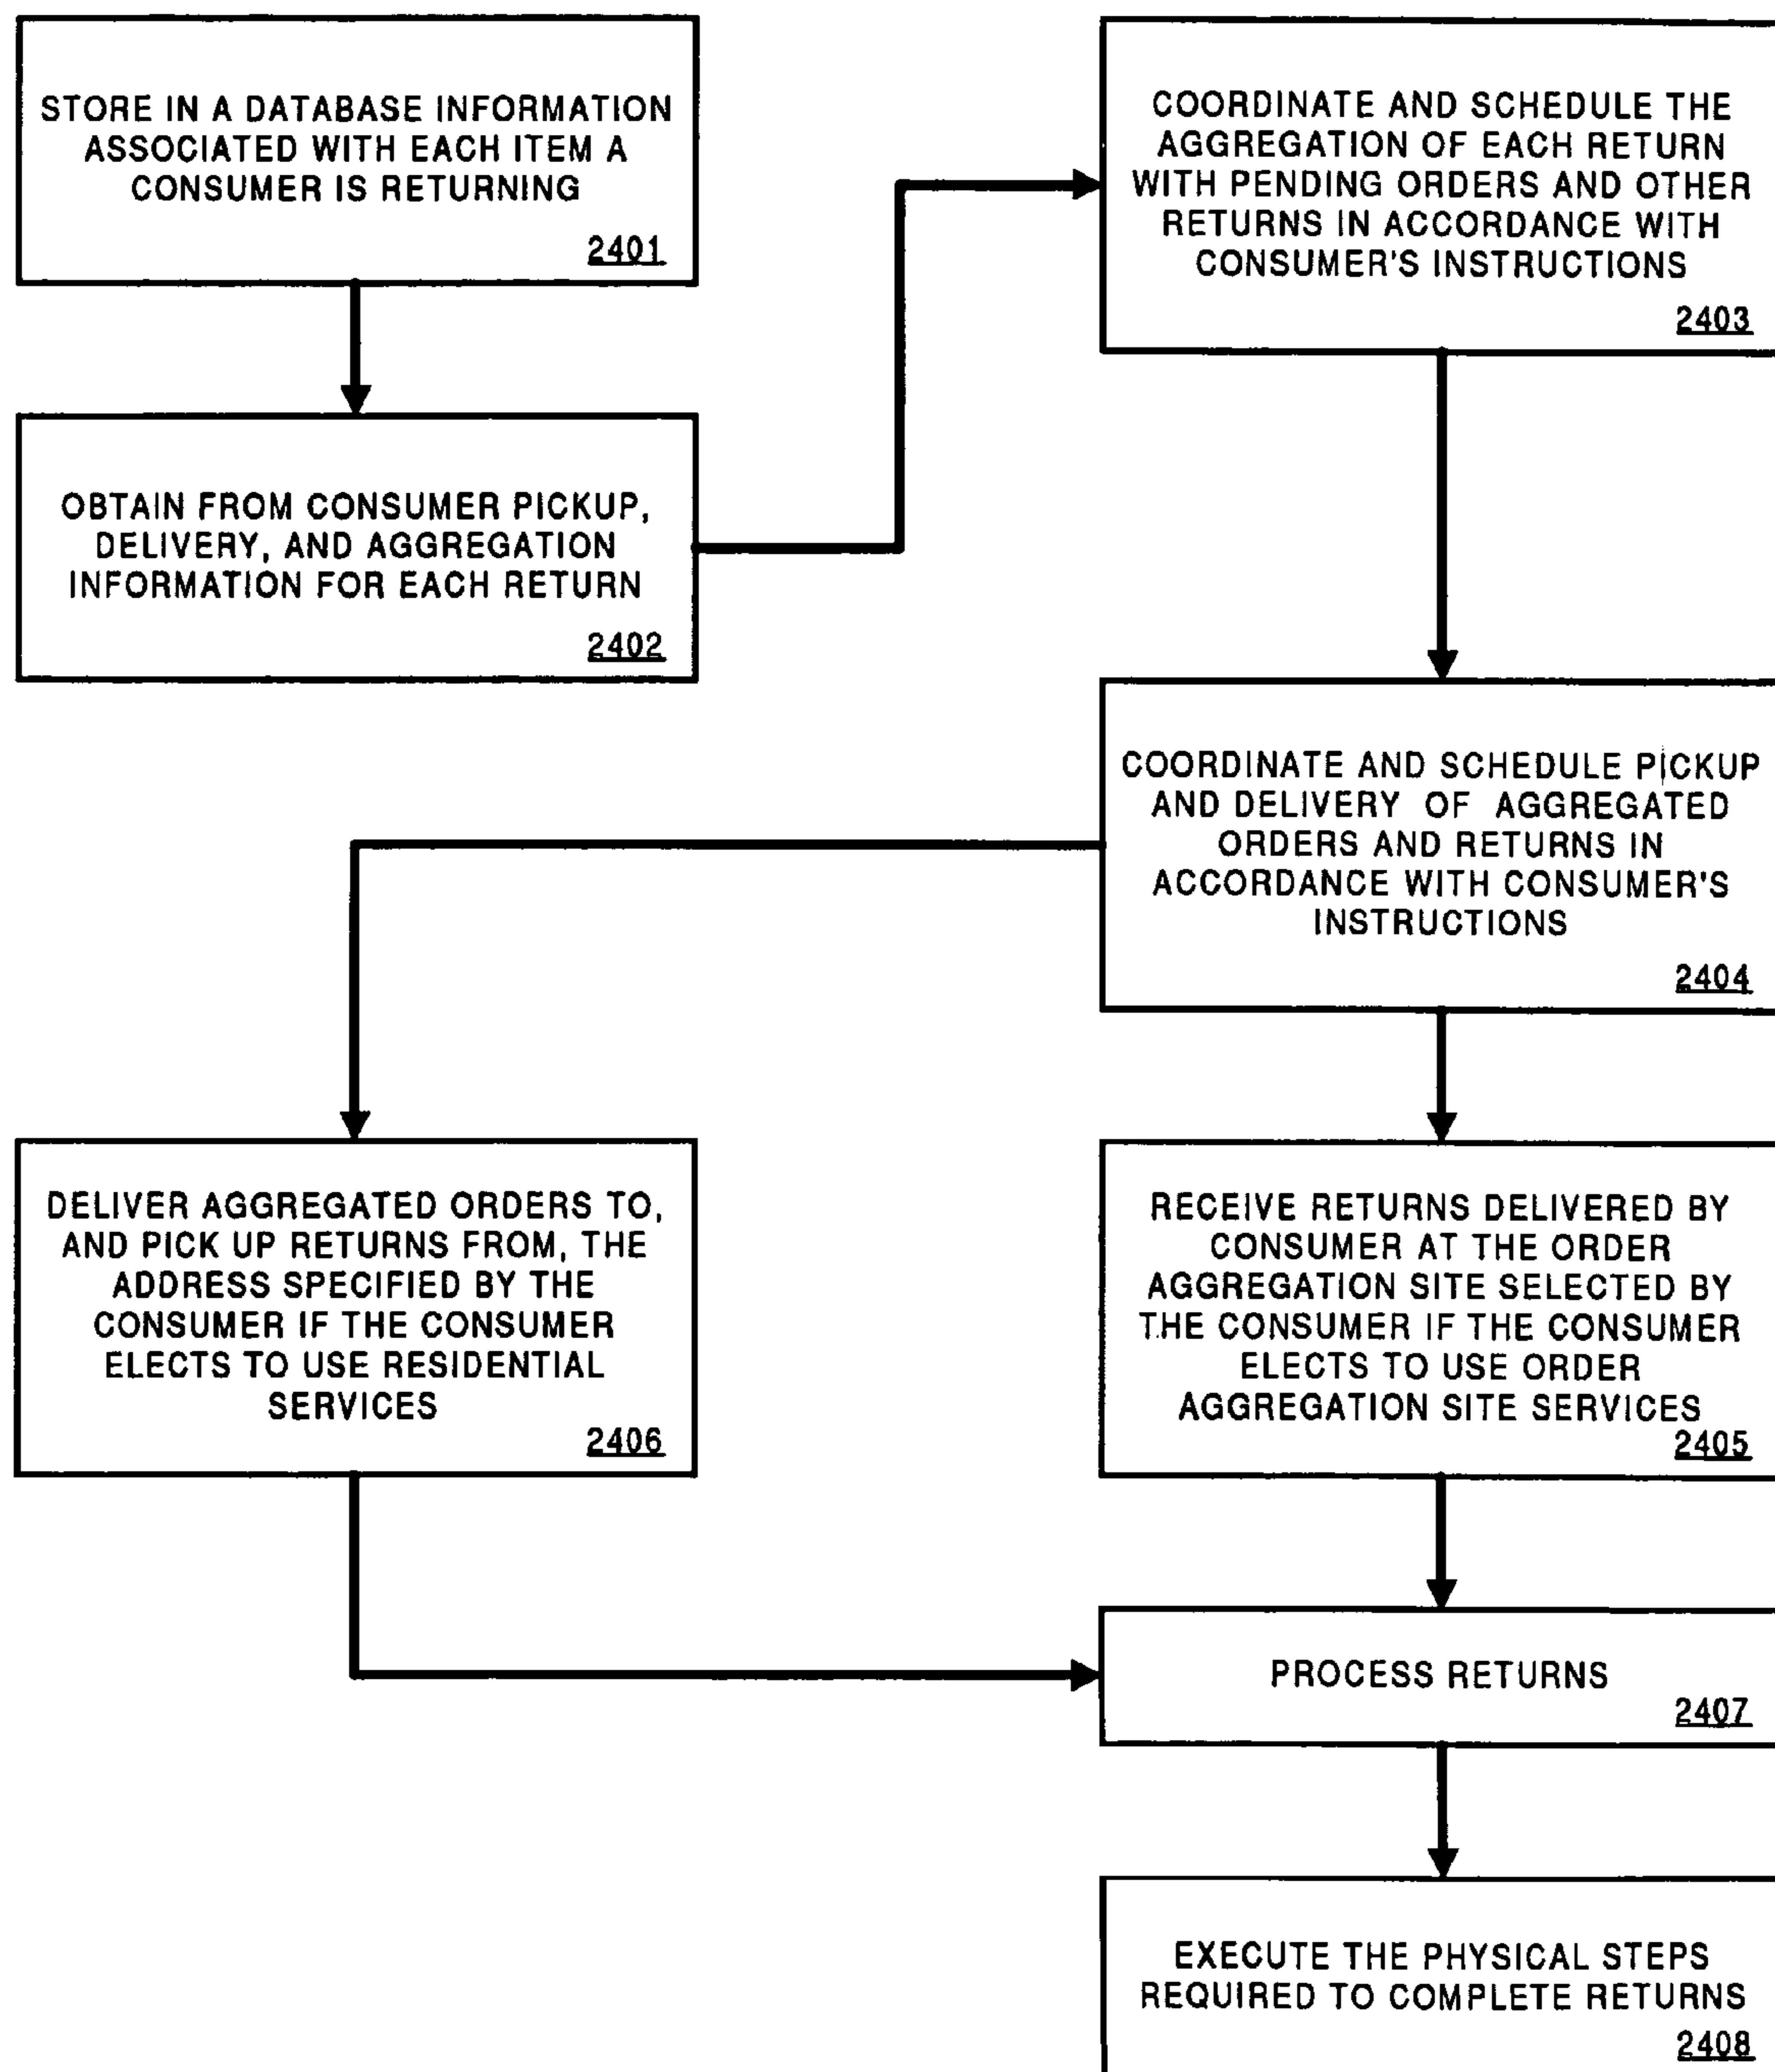 STORE IN A DATABASE INFORMATION
ASSOCIATED WITH EACH ITEM A
CONSUMER IS RETURNING
2401
OBTAIN FROM CONSUMER PICKUP,
DELIVERY, AND AGGREGATION
INFORMATION FOR EACH RETURN
2402
COORDINATE AND SCHEDULE THE
AGGREGATION OF EACH RETURN
WITH PENDING ORDERS AND OTHER
RETURNS IN ACCORDANCE WITH
CONSUMER'S INSTRUCTIONS
2403
COORDINATE AND SCHEDULE PICKUP
AND DELIVERY OF AGGREGATED
ORDERS AND RETURNS IN
ACCORDANCE WITH CONSUMER'S
INSTRUCTIONS
2404
DELIVER AGGREGATED ORDERS TO,
AND PICK UP RETURNS FROM, THE
ADDRESS SPECIFIED BY THE
CONSUMER IF THE CONSUMER
ELECTS TO USE RESIDENTIAL
SERVICES
2406
RECEIVE RETURNS DELIVERED BY
CONSUMER AT THE ORDER
AGGREGATION SITE SELECTED BY
THE CONSUMER IF THE CONSUMER
ELECTS TO USE ORDER
AGGREGATION SITE SERVICES
2405
PROCESS RETURNS
2407
EXECUTE THE PHYSICAL STEPS
REQUIRED TO COMPLETE RETURNS
2408